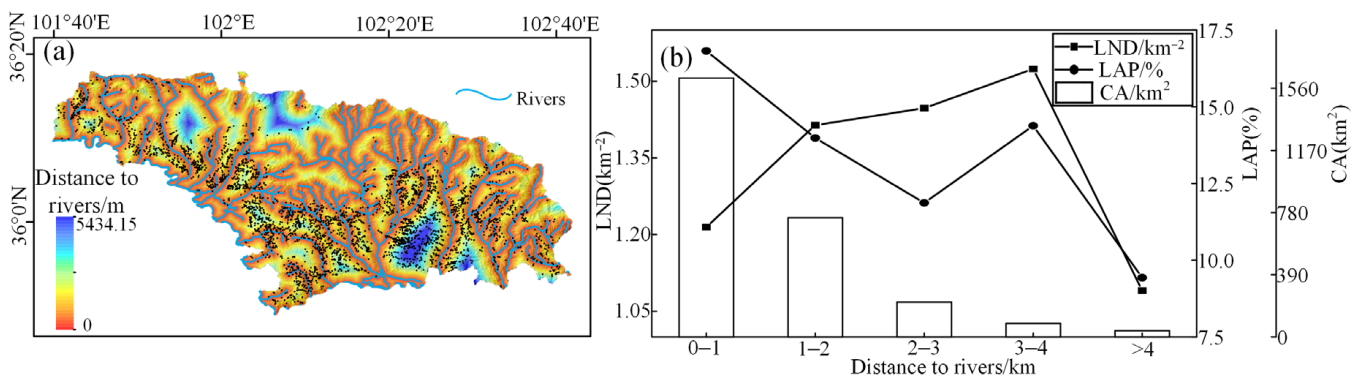 101°40'E 102°E 102°20'E 102°40'E
36°20'N
36°0'N
(a)
Rivers
Distance to
rivers/m
5434.15
0
(b)
LND/km⁻²
LAP/%
CA/km²
LND(km⁻²)
1.50
1.35
1.20
1.05
17.5
15.0
12.5
10.0
7.5
LAP(%)
1560
1170
780
390
0
CA(km²)
0–1 1–2 2–3 3–4 >4
Distance to rivers/km